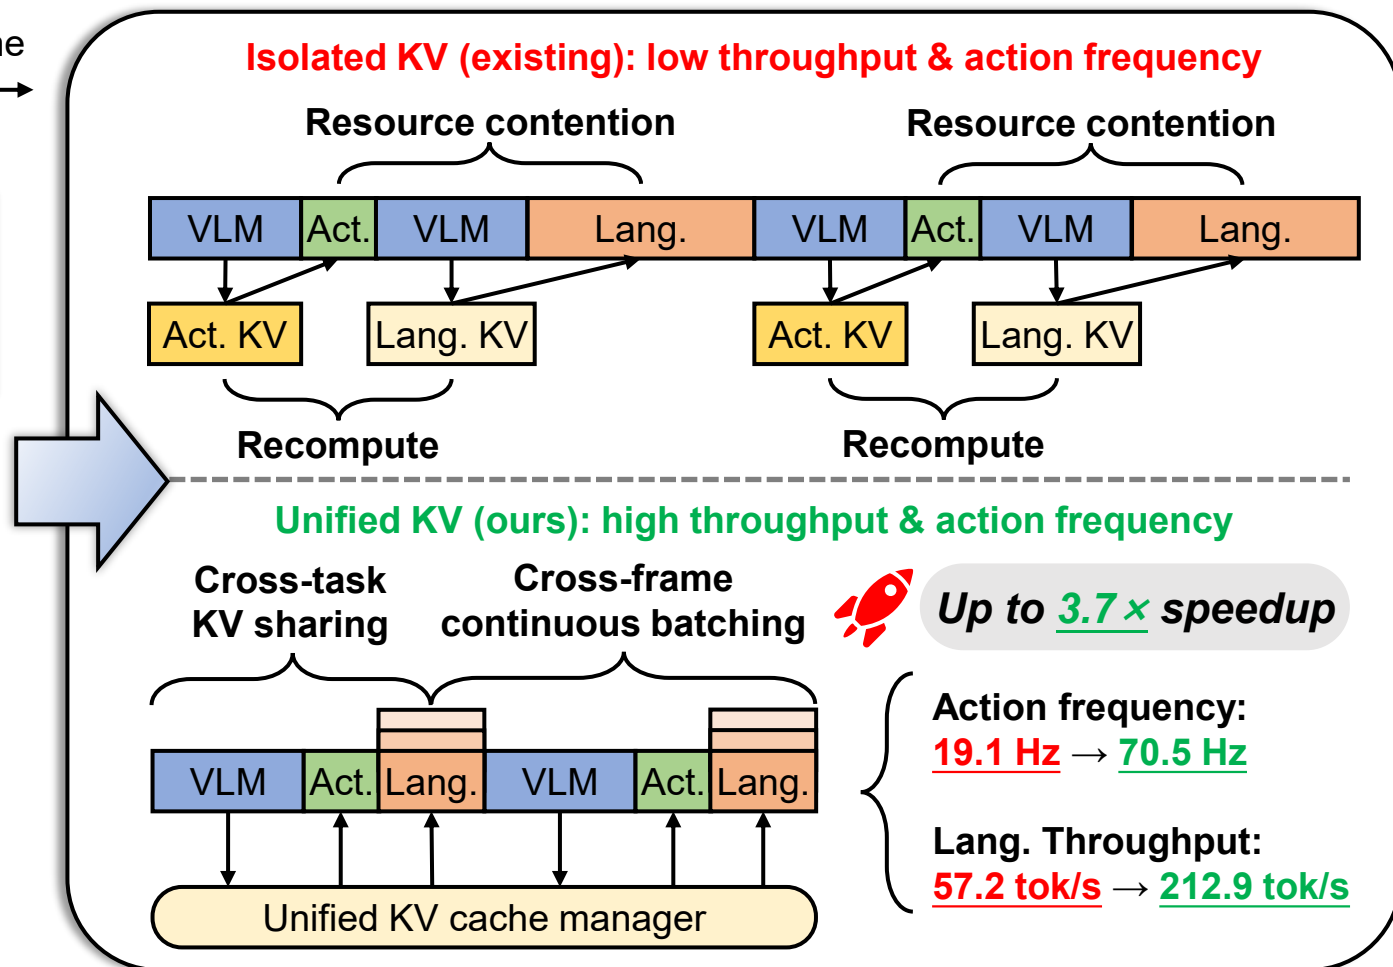 ne
Isolated KV (existing): low throughput & action frequency
Resource contention
Resource contention
VLM
Act.
VLM
Lang.
VLM
Act.
VLM
Lang.
Act. KV
Lang. KV
Act. KV
Lang. KV
Recompute
Recompute
Unified KV (ours): high throughput & action frequency
Cross-task
KV sharing
Cross-frame
continuous batching
Up to 3.7× speedup
VLM
Act.
Lang.
VLM
Act.
Lang.
Unified KV cache manager
Action frequency:
19.1 Hz → 70.5 Hz
Lang. Throughput:
57.2 tok/s → 212.9 tok/s